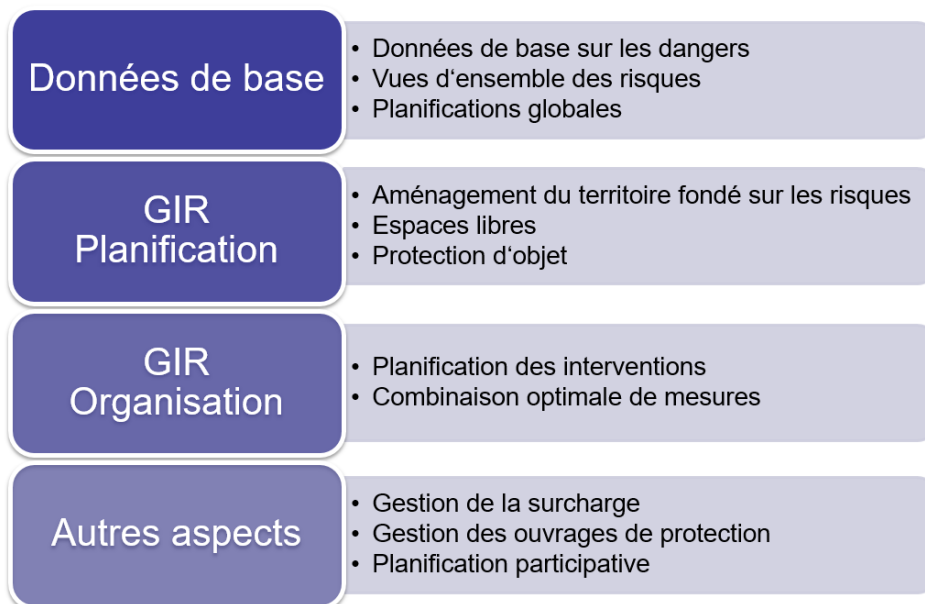 Données de base
• Données de base sur les dangers
• Vues d‘ensemble des risques
• Planifications globales
GIR
Planification
• Aménagement du territoire fondé sur les risques
• Espaces libres
• Protection d‘objet
GIR
Organisation
• Planification des interventions
• Combinaison optimale de mesures
Autres aspects
• Gestion de la surcharge
• Gestion des ouvrages de protection
• Planification participative